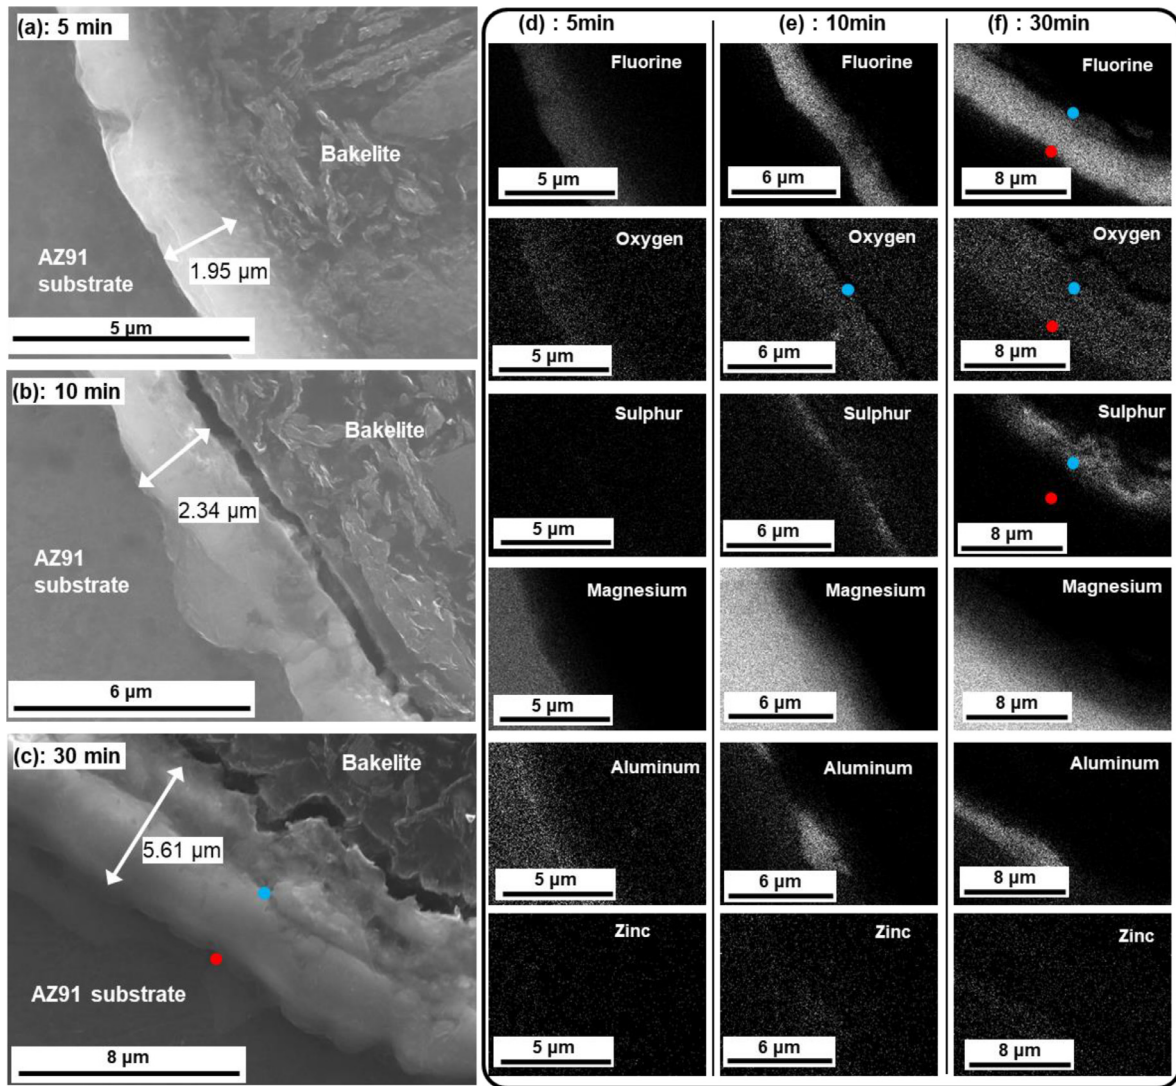 (a): 5 min
Bakelite
1.95 µm
AZ91
substrate
5 µm
(b): 10 min
Bakelite
2.34 µm
AZ91
substrate
6 µm
(c): 30 min
Bakelite
5.61 µm
AZ91 substrate
8 µm
(d) : 5min
(e) : 10min
(f) : 30min
Fluorine
5 µm
Fluorine
6 µm
Fluorine
8 µm
Oxygen
5 µm
Oxygen
6 µm
Oxygen
8 µm
Sulphur
5 µm
Sulphur
6 µm
Sulphur
8 µm
Magnesium
5 µm
Magnesium
6 µm
Magnesium
8 µm
Aluminum
5 µm
Aluminum
6 µm
Aluminum
8 µm
Zinc
5 µm
Zinc
6 µm
Zinc
8 µm